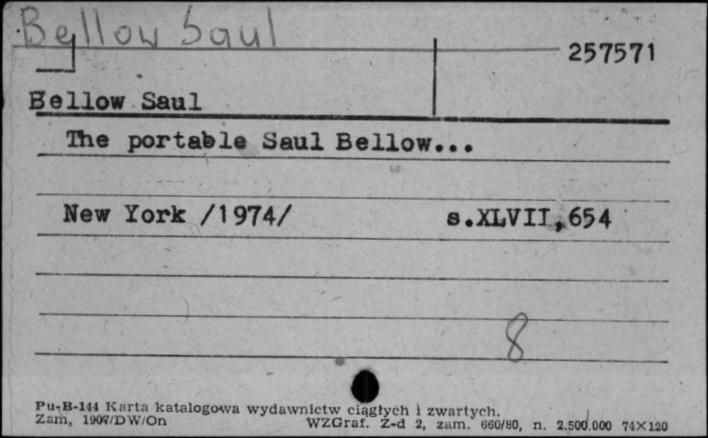 Bellow Saul
257571
Bellow Saul
The portable Saul Bellow...
New York /1974/ s.XLVII,654
8
Pu-B-144 Karta katalogowa wydawnictw ciągłych i zwartych.
Zam, 1907/DW/On WZGraf. Z-d 2, zam. 660/80, n. 2.500.000 74×120